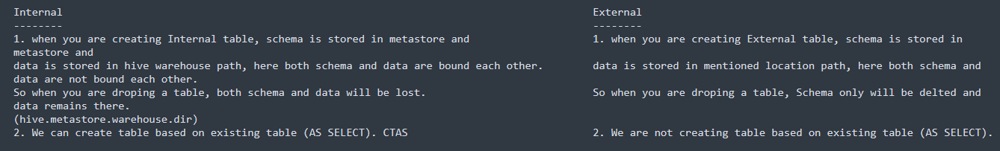 Internal External
-------- --------
1. when you are creating Internal table, schema is stored in metastore and 1. when you are creating External table, schema is stored in
metastore and
data is stored in hive warehouse path, here both schema and data are bound each other. data is stored in mentioned location path, here both schema and
data are not bound each other.
So when you are droping a table, both schema and data will be lost. So when you are droping a table, Schema only will be delted and
data remains there.
(hive.metastore.warehouse.dir)
2. We can create table based on existing table (AS SELECT). CTAS 2. We are not creating table based on existing table (AS SELECT).